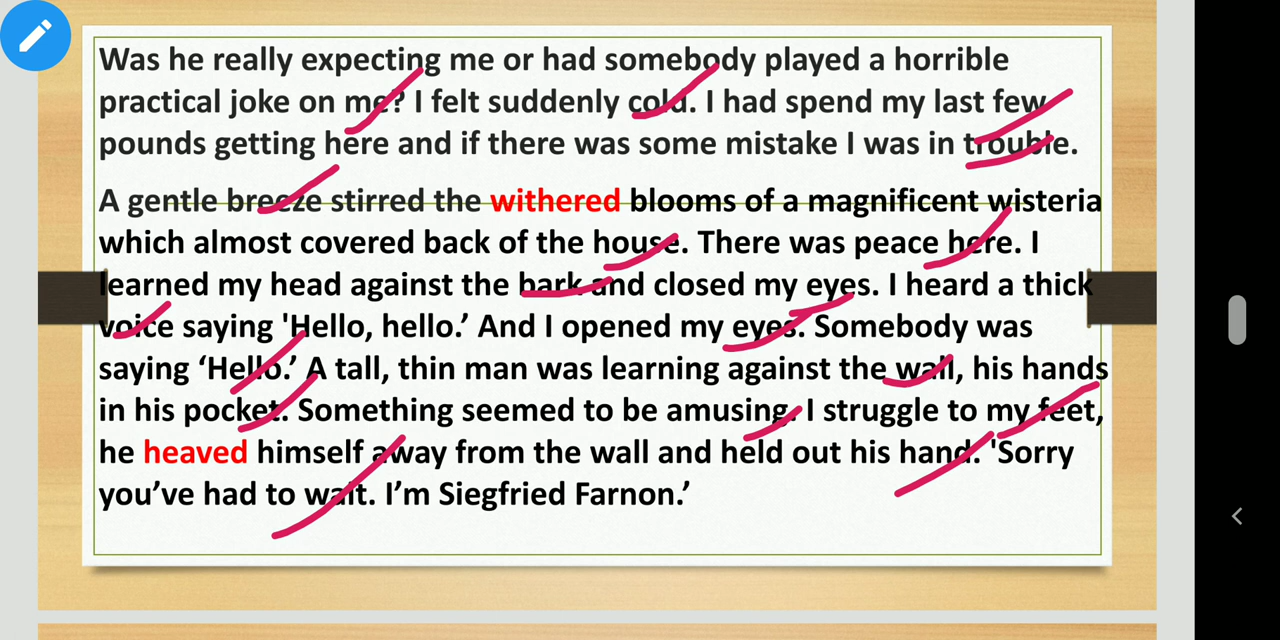 Was he really expecting me or had somebody played a horrible
practical joke on me? I felt suddenly cold. I had spend my last few
pounds getting here and if there was some mistake I was in trouble.
A gentle breeze stirred the withered blooms of a magnificent wisteria
which almost covered back of the house. There was peace here. I
learned my head against the bark and closed my eyes. I heard a thick
voice saying 'Hello, hello.’ And I opened my eyes. Somebody was
saying ‘Hello.’ A tall, thin man was learning against the wall, his hands
in his pocket. Something seemed to be amusing. I struggle to my feet,
he heaved himself away from the wall and held out his hand. 'Sorry
you’ve had to wait. I’m Siegfried Farnon.’